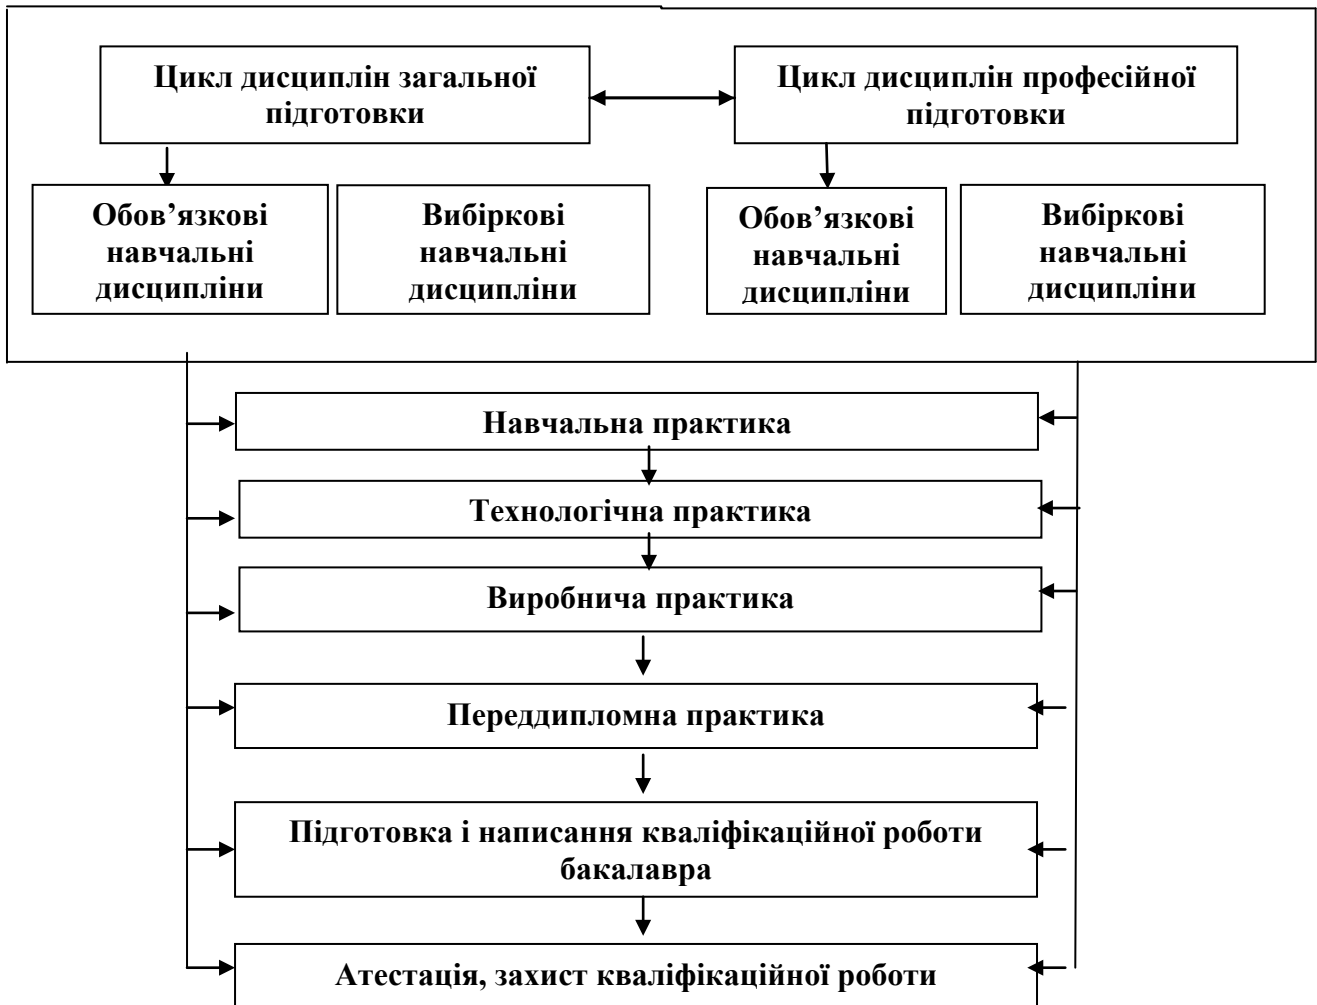 Цикл дисциплін загальної
підготовки
Цикл дисциплін професійної
підготовки
Обов’язкові
навчальні
дисципліни
Вибіркові
навчальні
дисципліни
Обов’язкові
навчальні
дисципліни
Вибіркові
навчальні
дисципліни
Навчальна практика
Технологічна практика
Виробнича практика
Переддипломна практика
Підготовка і написання кваліфікаційної роботи
бакалавра
Атестація, захист кваліфікаційної роботи